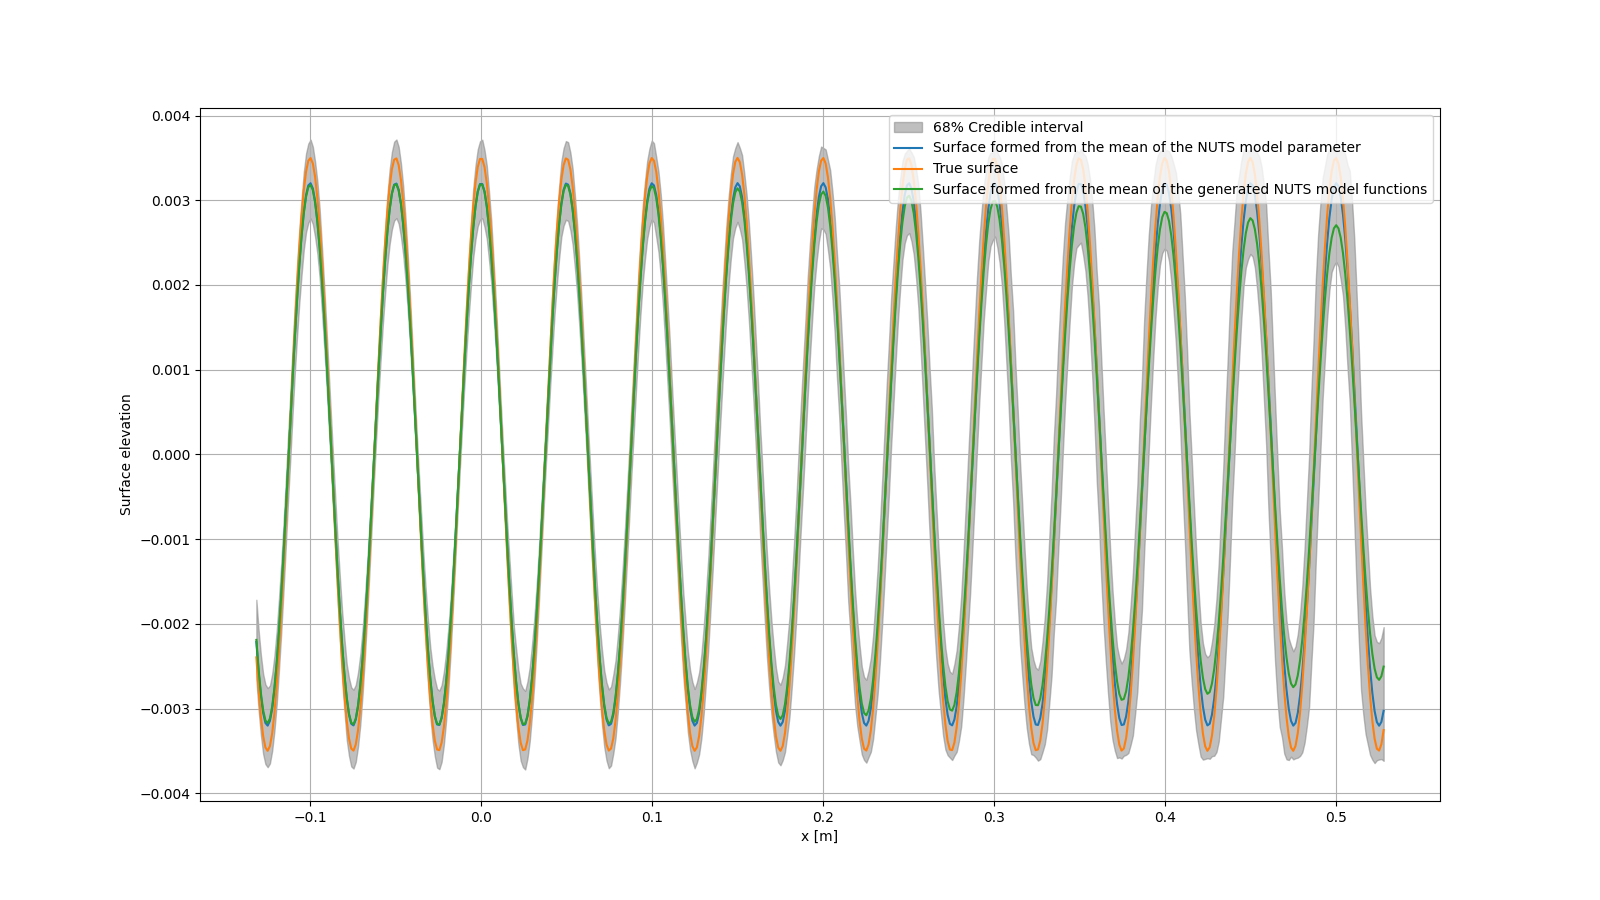 0.004
0.003
0.002
0.001
0.000
−0.001
−0.002
−0.003
−0.004
Surface elevation
68% Credible interval
Surface formed from the mean of the NUTS model parameter
True surface
Surface formed from the mean of the generated NUTS model functions
−0.1 0.0 0.1 0.2 0.3 0.4 0.5
x [m]